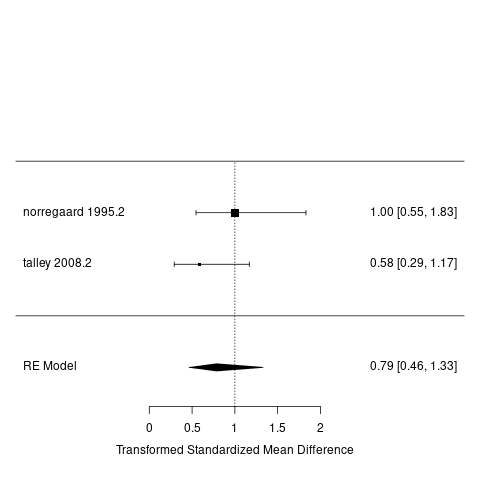 norregaard 1995.2 1.00 [0.55, 1.83]
talley 2008.2 0.58 [0.29, 1.17]
RE Model 0.79 [0.46, 1.33]
0 0.5 1 1.5 2
Transformed Standardized Mean Difference